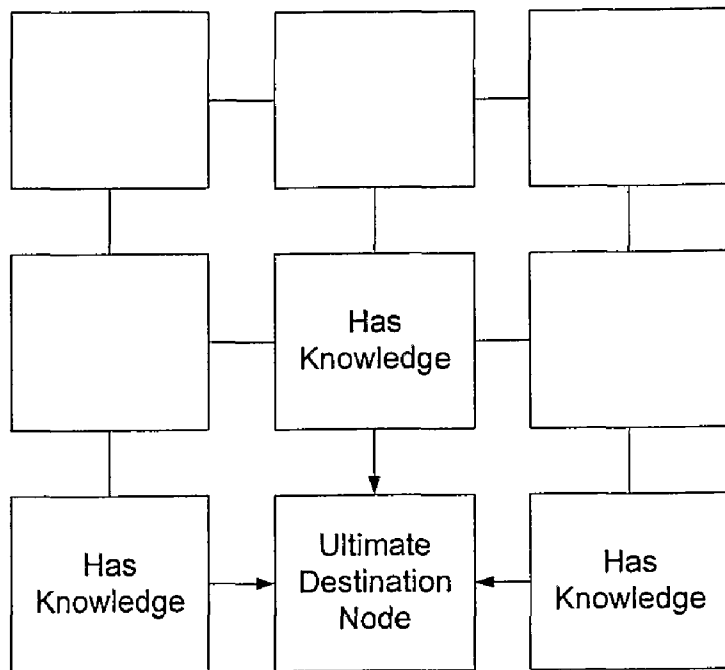 Has
Knowledge
Has
Knowledge
Ultimate
Destination
Node
Has
Knowledge